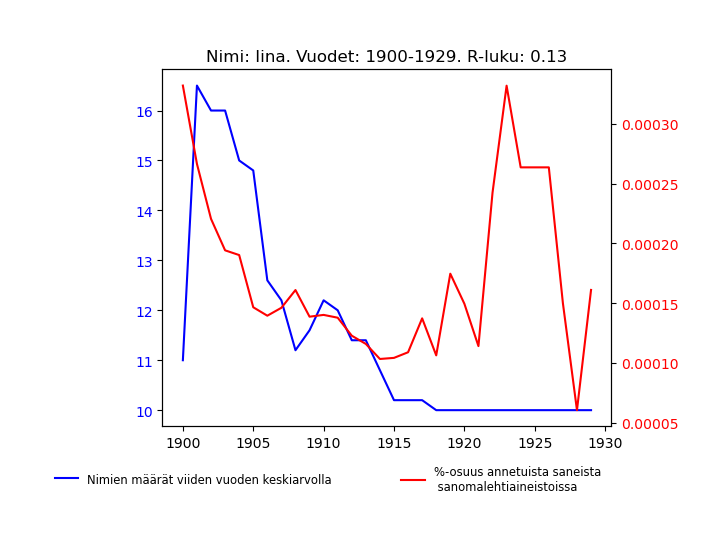 Nimi: Iina. Vuodet: 1900-1929. R-luku: 0.13
16
15
14
13
12
11
10
0.00030
0.00025
0.00020
0.00015
0.00010
0.00005
1900 1905 1910 1915 1920 1925 1930
Nimien määrät viiden vuoden keskiarvolla
%-osuus annetuista saneista
sanomalehtiaineistoissa